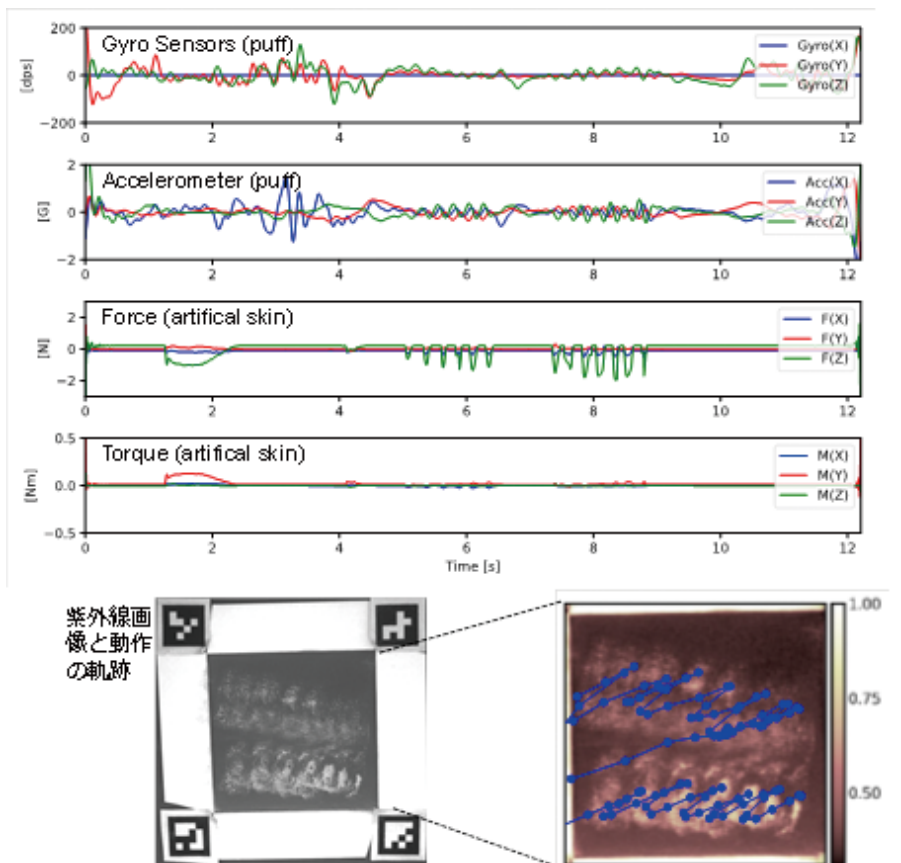 200
Gyro Sensors (puff)
Gyro(X)
Gyro(Y)
Gyro(Z)
[dps]
0
−200
0 2 4 6 8 10 12
2
Accelerometer (puff)
Acc(X)
Acc(Y)
Acc(Z)
[G]
0
−2
0 2 4 6 8 10 12
Force (artifical skin)
2
F(X)
F(Y)
F(Z)
[N]
0
−2
0 2 4 6 8 10 12
0.5
Torque (artifical skin)
M(X)
M(Y)
M(Z)
[Nm]
0.0
−0.5
0 2 4 6 8 10 12
Time [s]
紫外線画
像と動作
の軌跡
1.00
0.75
0.50